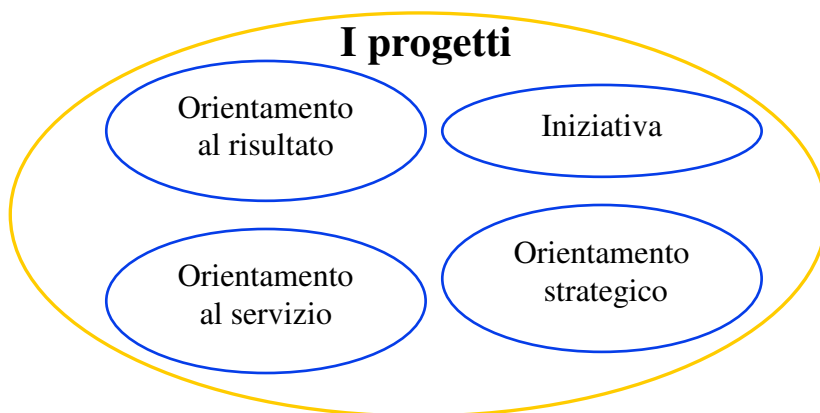 I progetti
Orientamento
al risultato
Iniziativa
Orientamento
al servizio
Orientamento
strategico